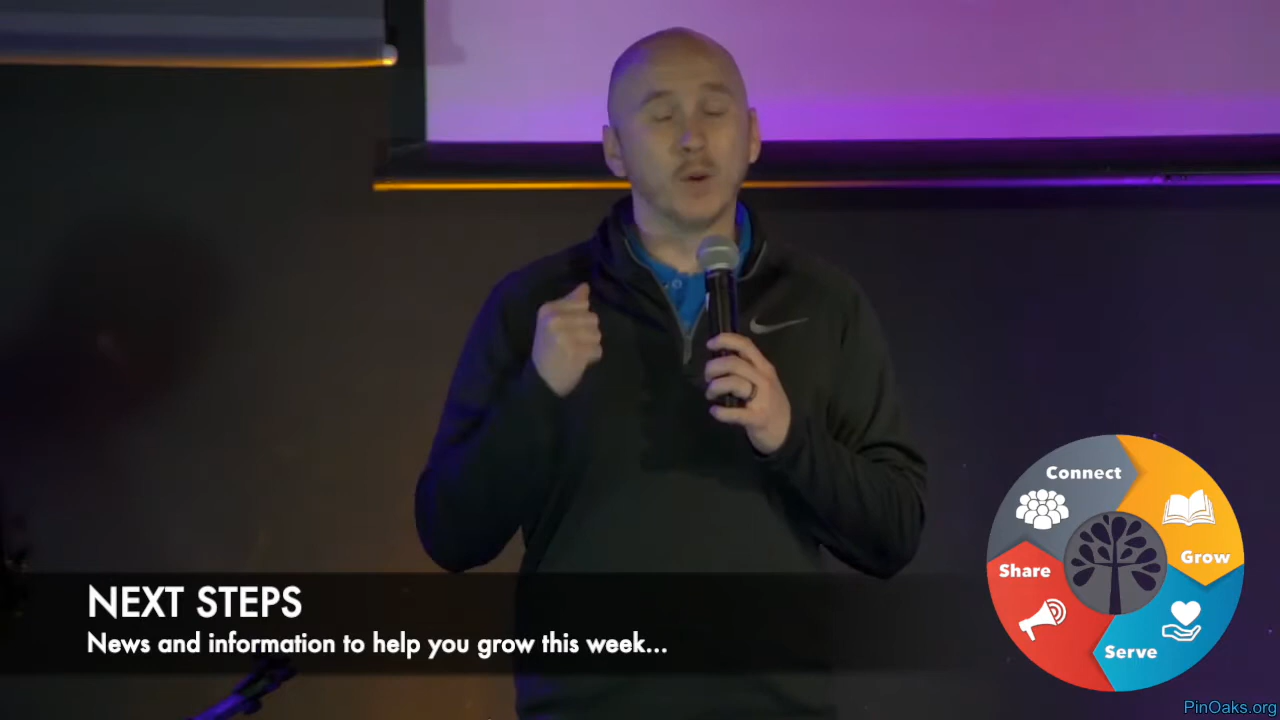 Connect
Grow
Share
Serve
NEXT STEPS
News and information to help you grow this week...
PinOaks.org